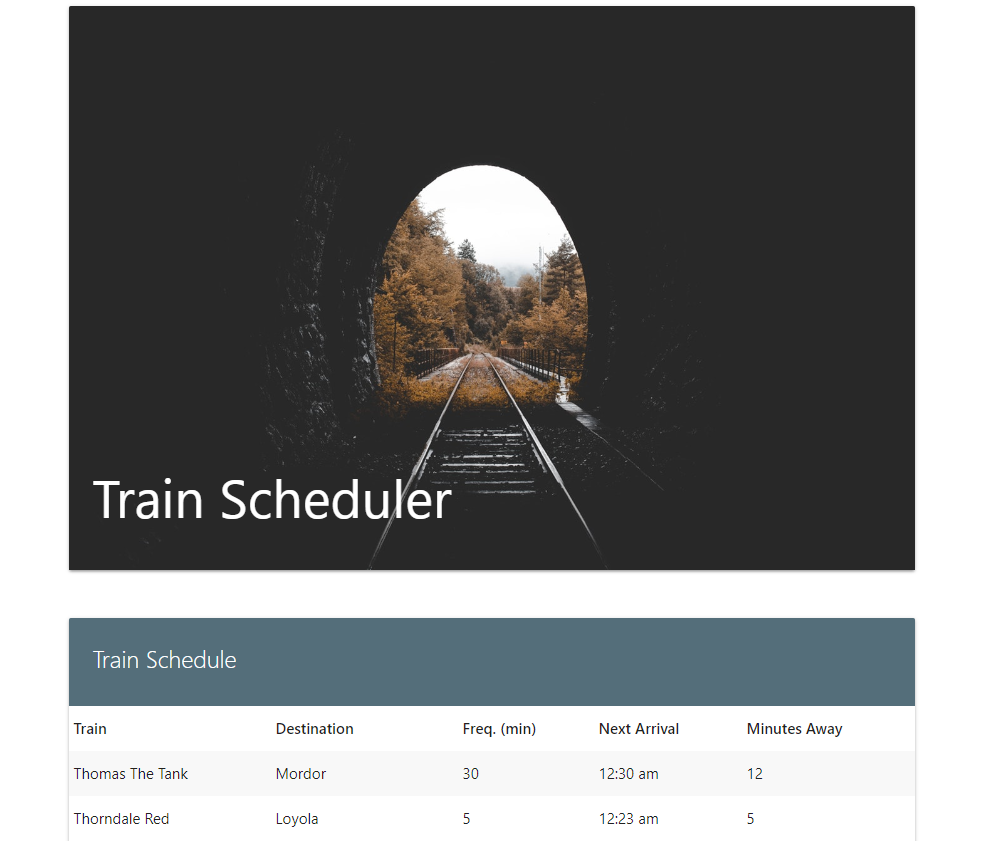 Train Scheduler
Train Schedule
Train Destination Freq. (min) Next Arrival Minutes Away
Thomas The Tank Mordor 30 12:30 am 12
Thorndale Red Loyola 5 12:23 am 5